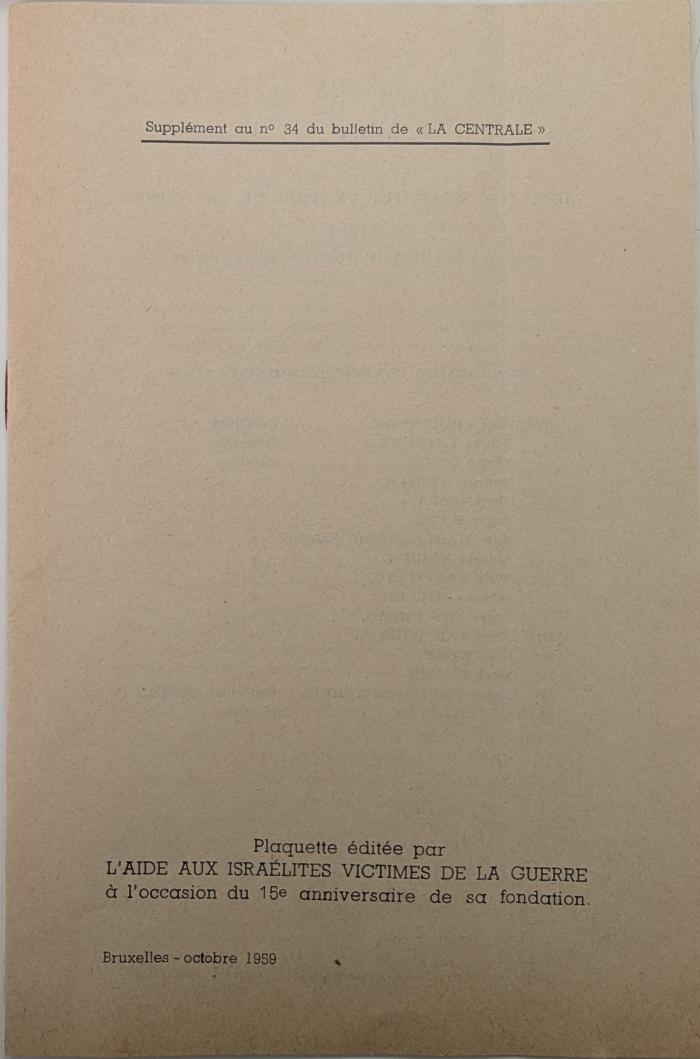 Supplément au nº 34 du bulletin de « LA CENTRALE »
Plaquette éditée par
L'AIDE AUX ISRAÉLITES VICTIMES DE LA GUERRE
à l'occasion du 15e anniversaire de sa fondation.
Bruxelles - octobre 1959